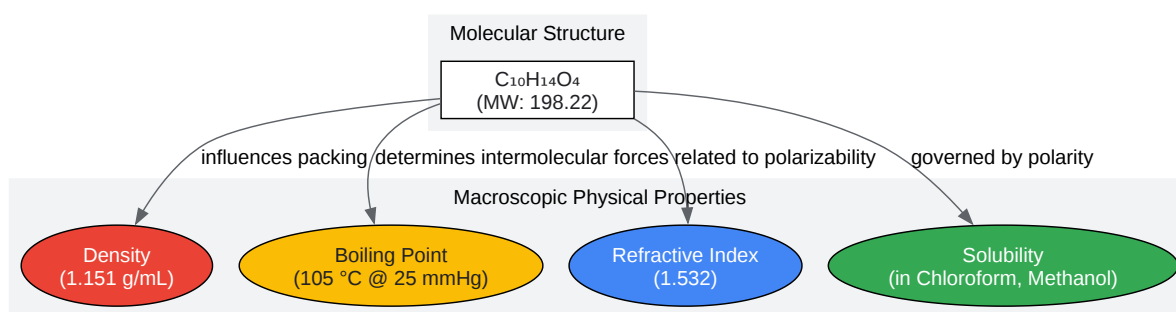 Molecular Structure
C₁₀H₁₄O₄
(MW: 198.22)
influences packing
determines intermolecular forces
related to polarizability
governed by polarity
Macroscopic Physical Properties
Density
(1.151 g/mL)
Boiling Point
(105 °C @ 25 mmHg)
Refractive Index
(1.532)
Solubility
(in Chloroform, Methanol)